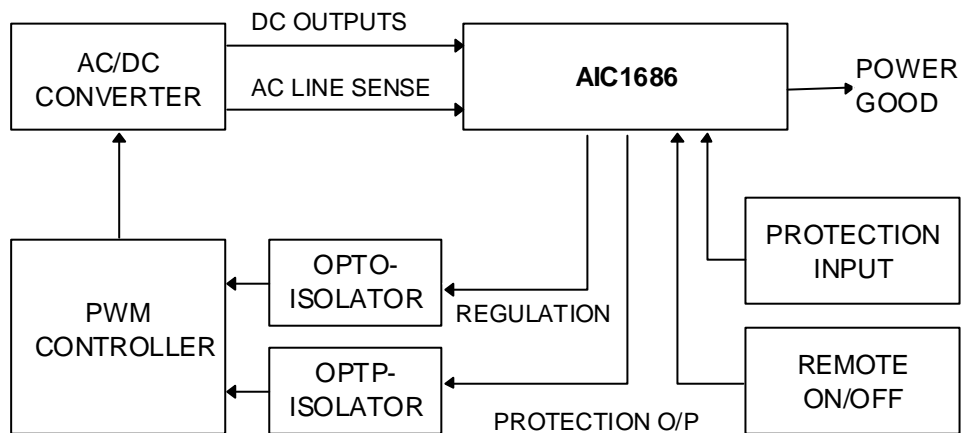 DC OUTPUTS
AC/DC
CONVERTER
AC LINE SENSE
AIC1686
POWER
GOOD
PROTECTION
INPUT
OPTO-
ISOLATOR
REGULATION
PWM
CONTROLLER
OPTP-
ISOLATOR
PROTECTION O/P
REMOTE
ON/OFF